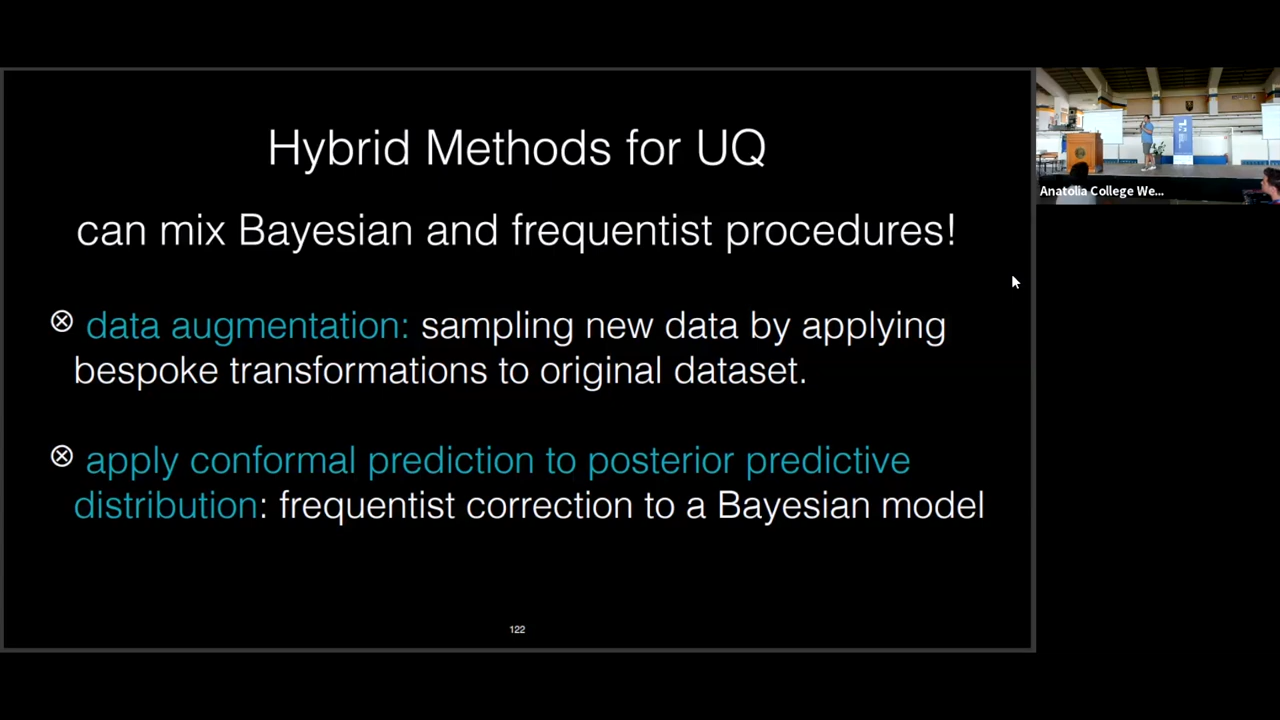 Hybrid Methods for UQ
can mix Bayesian and frequentist procedures!
⊗ data augmentation: sampling new data by applying
bespoke transformations to original dataset.
⊗ apply conformal prediction to posterior predictive
distribution: frequentist correction to a Bayesian model
122
Anatolia College We...